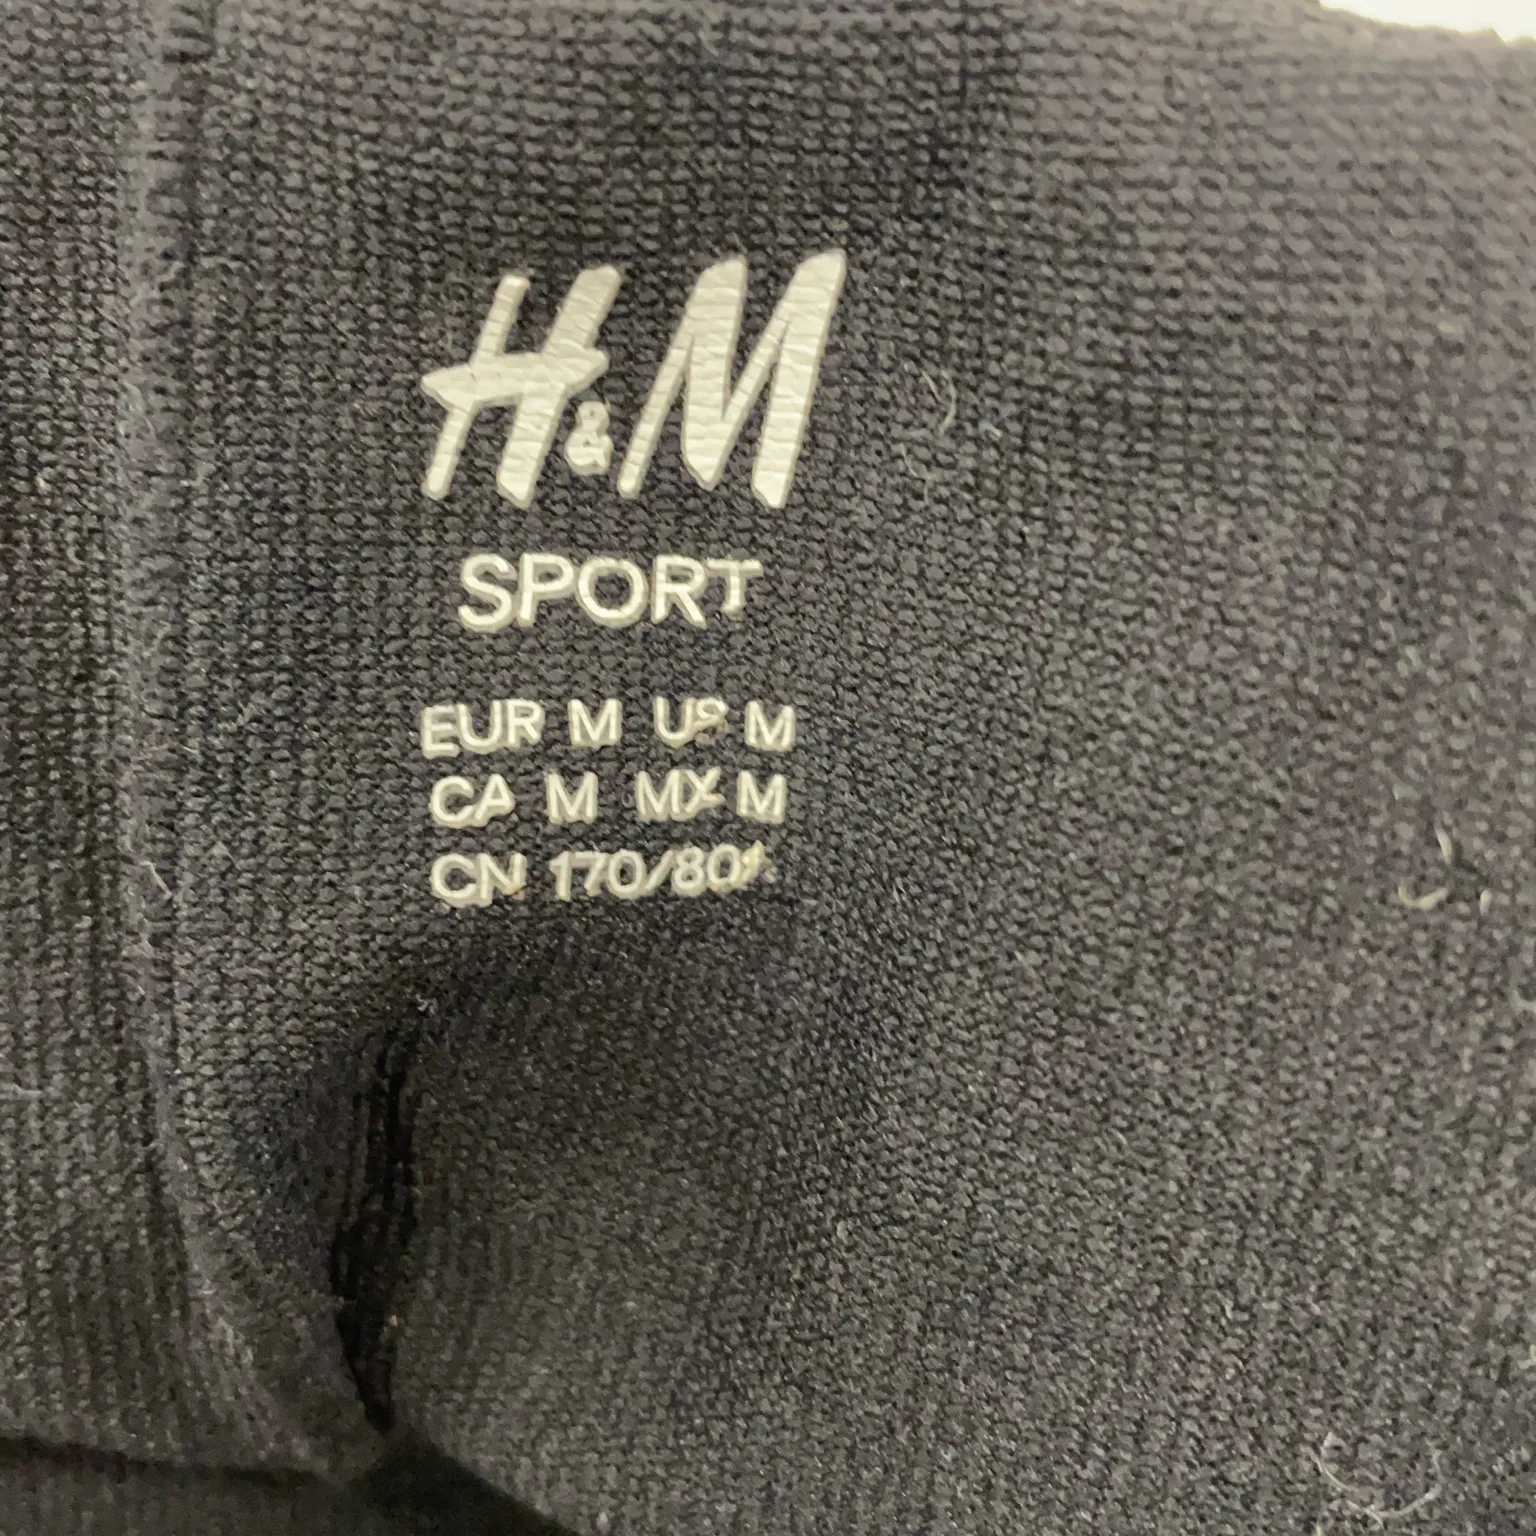 H&M
SPORT
EUR M US M
CA M MX M
CN 170/80A